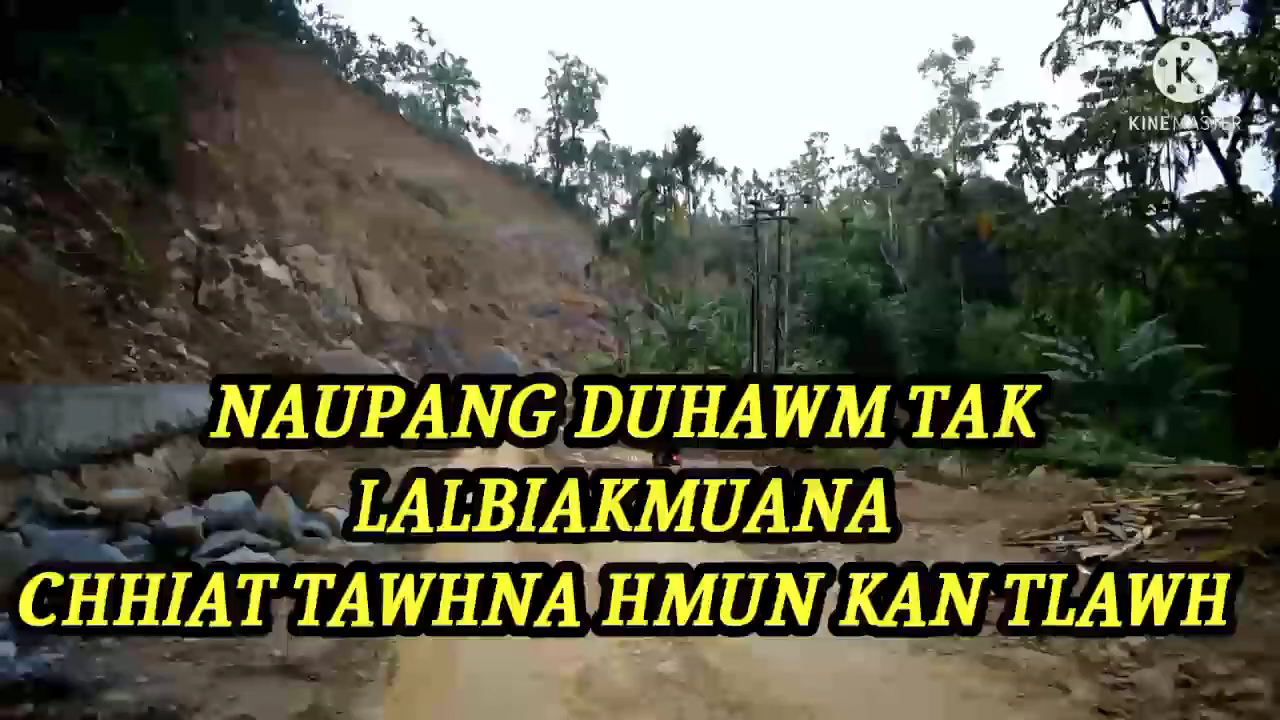 KINEMASTER
NAUPANG DUHAWM TAK
LALBIAKMUANA
CHHIAT TAWHNA HMUN KAN TLAWH